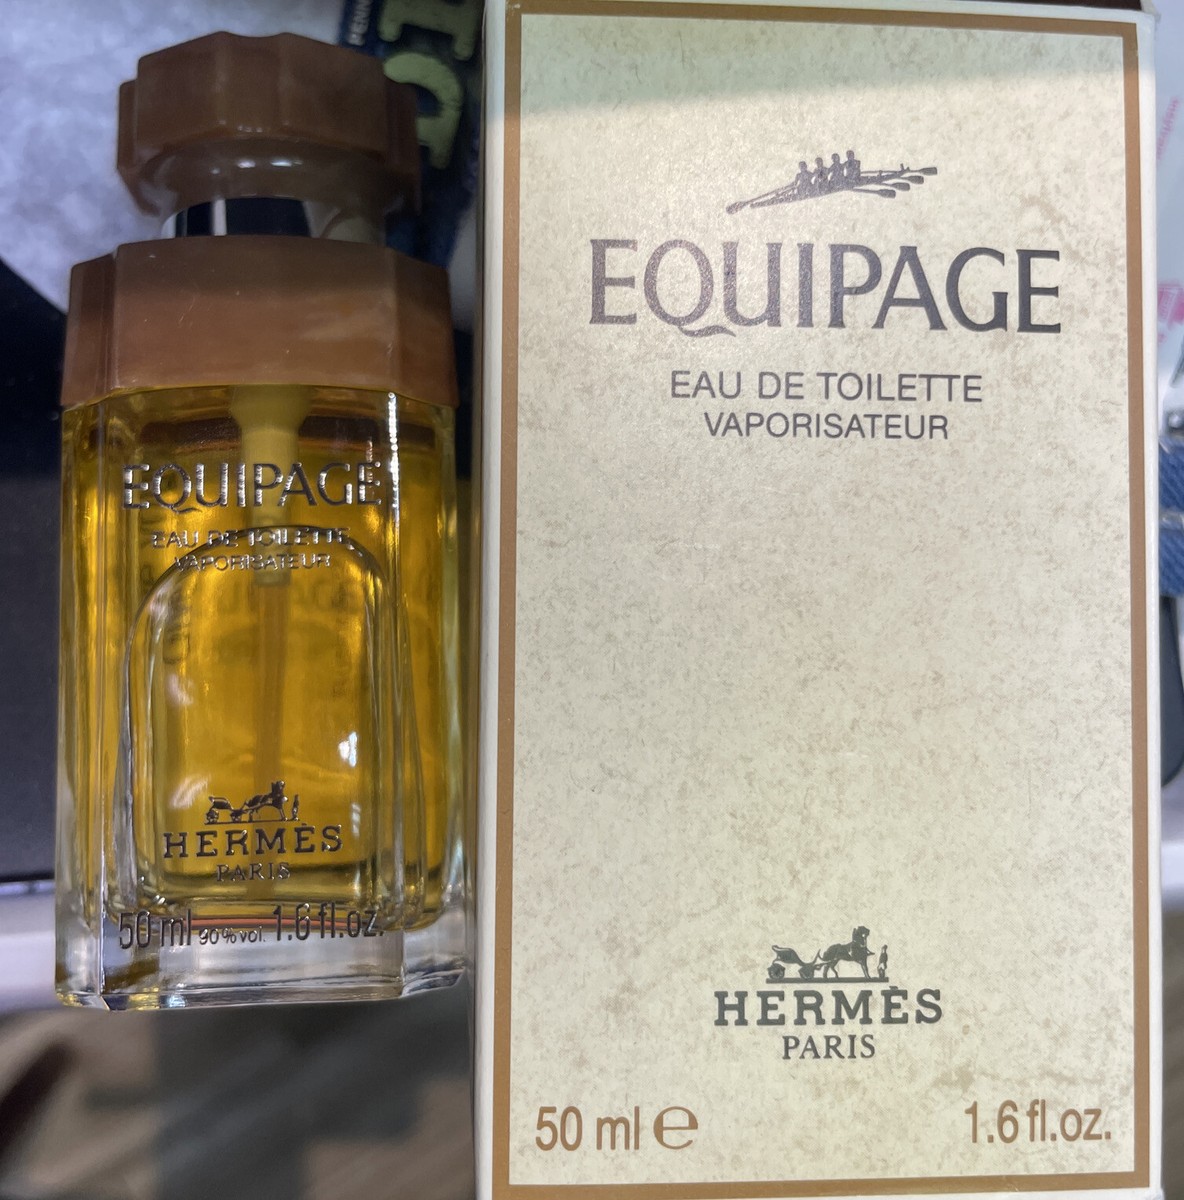 EQUIPAGE
EAU DE TOILETTE
VAPORISATEUR
HERMÈS
PARIS
50 ml 90 % vol. 1.6 fl.oz.
EQUIPAGE
EAU DE TOILETTE
VAPORISATEUR
HERMÈS
PARIS
50 ml e
1.6 fl.oz.